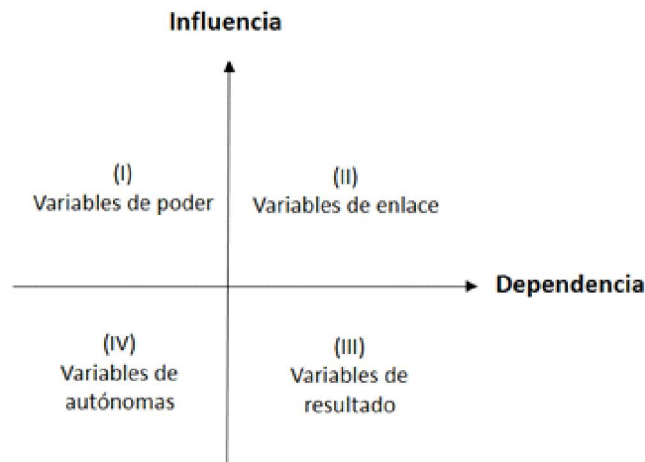 Influencia
(I)
Variables de poder
(II)
Variables de enlace
Dependencia
(IV)
Variables de
autónomas
(III)
Variables de
resultado